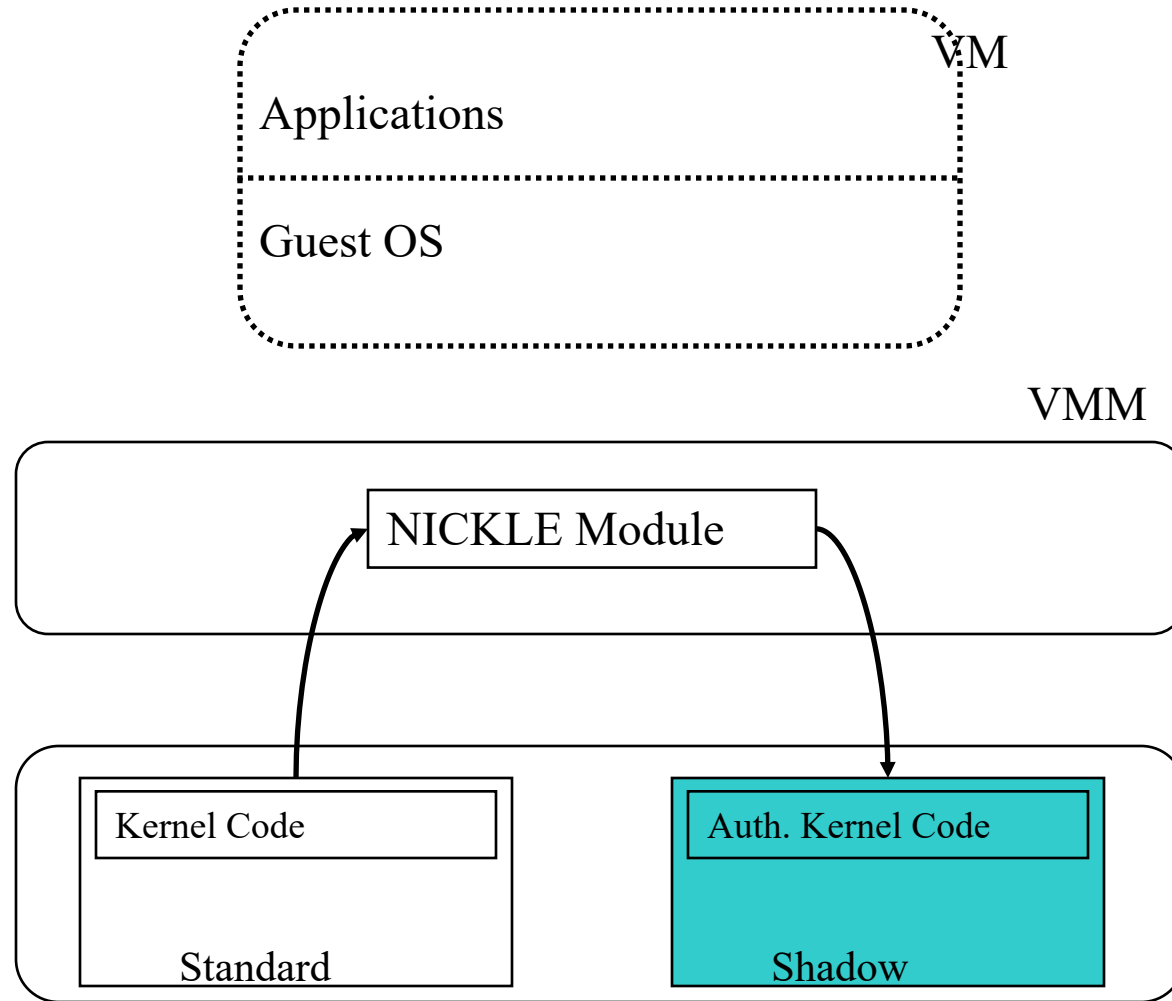 VM
Applications
Guest OS
VMM
NICKLE Module
Kernel Code
Auth. Kernel Code
Standard
Shadow